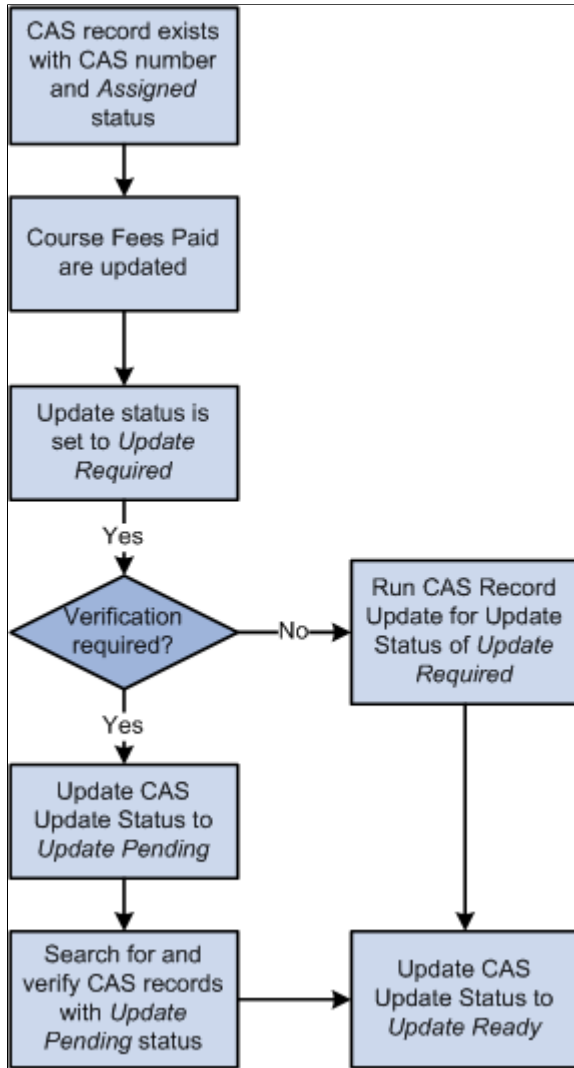 CAS record exists
with CAS number
and Assigned
status
Course Fees Paid
are updated
Update status is
set to Update
Required
Yes
Verification
required?
No
Run CAS Record
Update for Update
Status of Update
Required
Yes
Update CAS
Update Status to
Update Pending
Search for and
verify CAS records
with Update
Pending status
Update CAS
Update Status to
Update Ready